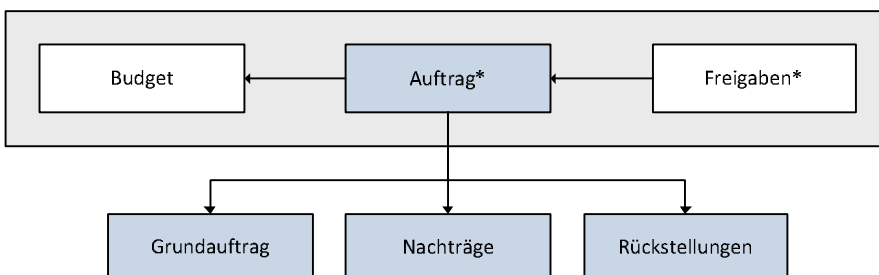 Budget
Auftrag*
Freigaben*
Grundauftrag
Nachträge
Rückstellungen